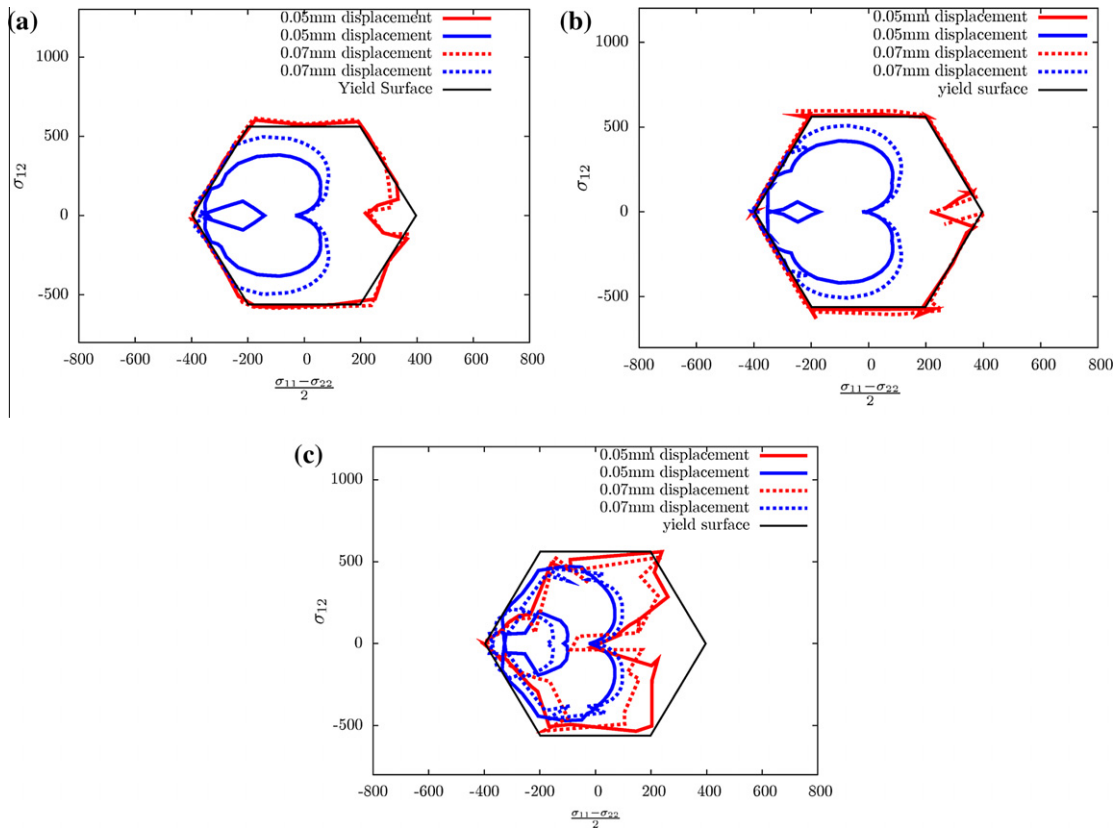 (a)
0.05mm displacement
0.05mm displacement
0.07mm displacement
0.07mm displacement
Yield Surface
1000
500
0
-500
σ12
-800 -600 -400 -200 0 200 400 600 800
σ11−σ22
2
(b)
0.05mm displacement
0.05mm displacement
0.07mm displacement
0.07mm displacement
yield surface
1000
500
0
-500
σ12
-800 -600 -400 -200 0 200 400 600 800
σ11−σ22
2
(c)
0.05mm displacement
0.05mm displacement
0.07mm displacement
0.07mm displacement
yield surface
1000
500
0
-500
σ12
-800 -600 -400 -200 0 200 400 600 800
σ11−σ22
2